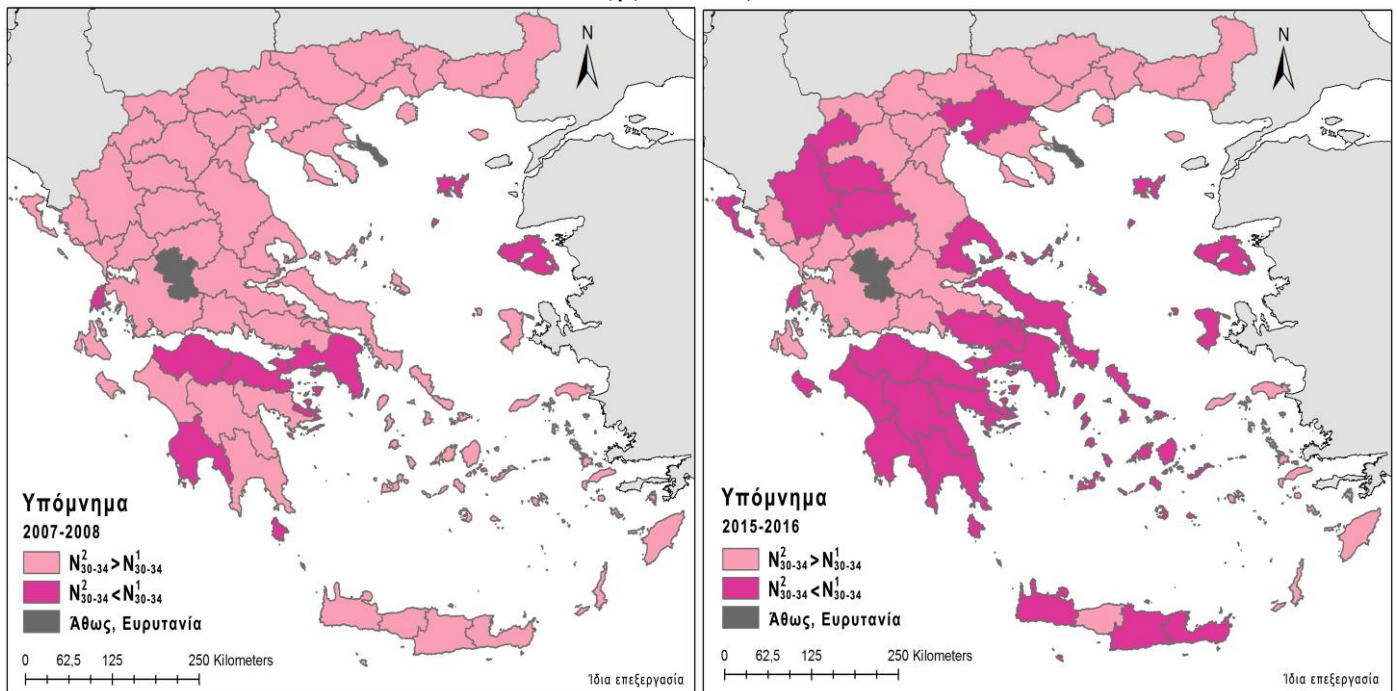 N
Υπόμνημα
2007-2008
N²₃₀₋₃₄ > N¹₃₀₋₃₄
N²₃₀₋₃₄ < N¹₃₀₋₃₄
Άθως, Ευρυτανία
0 62,5 125 250 Kilometers
Ίδια επεξεργασία
N
Υπόμνημα
2015-2016
N²₃₀₋₃₄ > N¹₃₀₋₃₄
N²₃₀₋₃₄ < N¹₃₀₋₃₄
Άθως, Ευρυτανία
0 62,5 125 250 Kilometers
Ίδια επεξεργασία